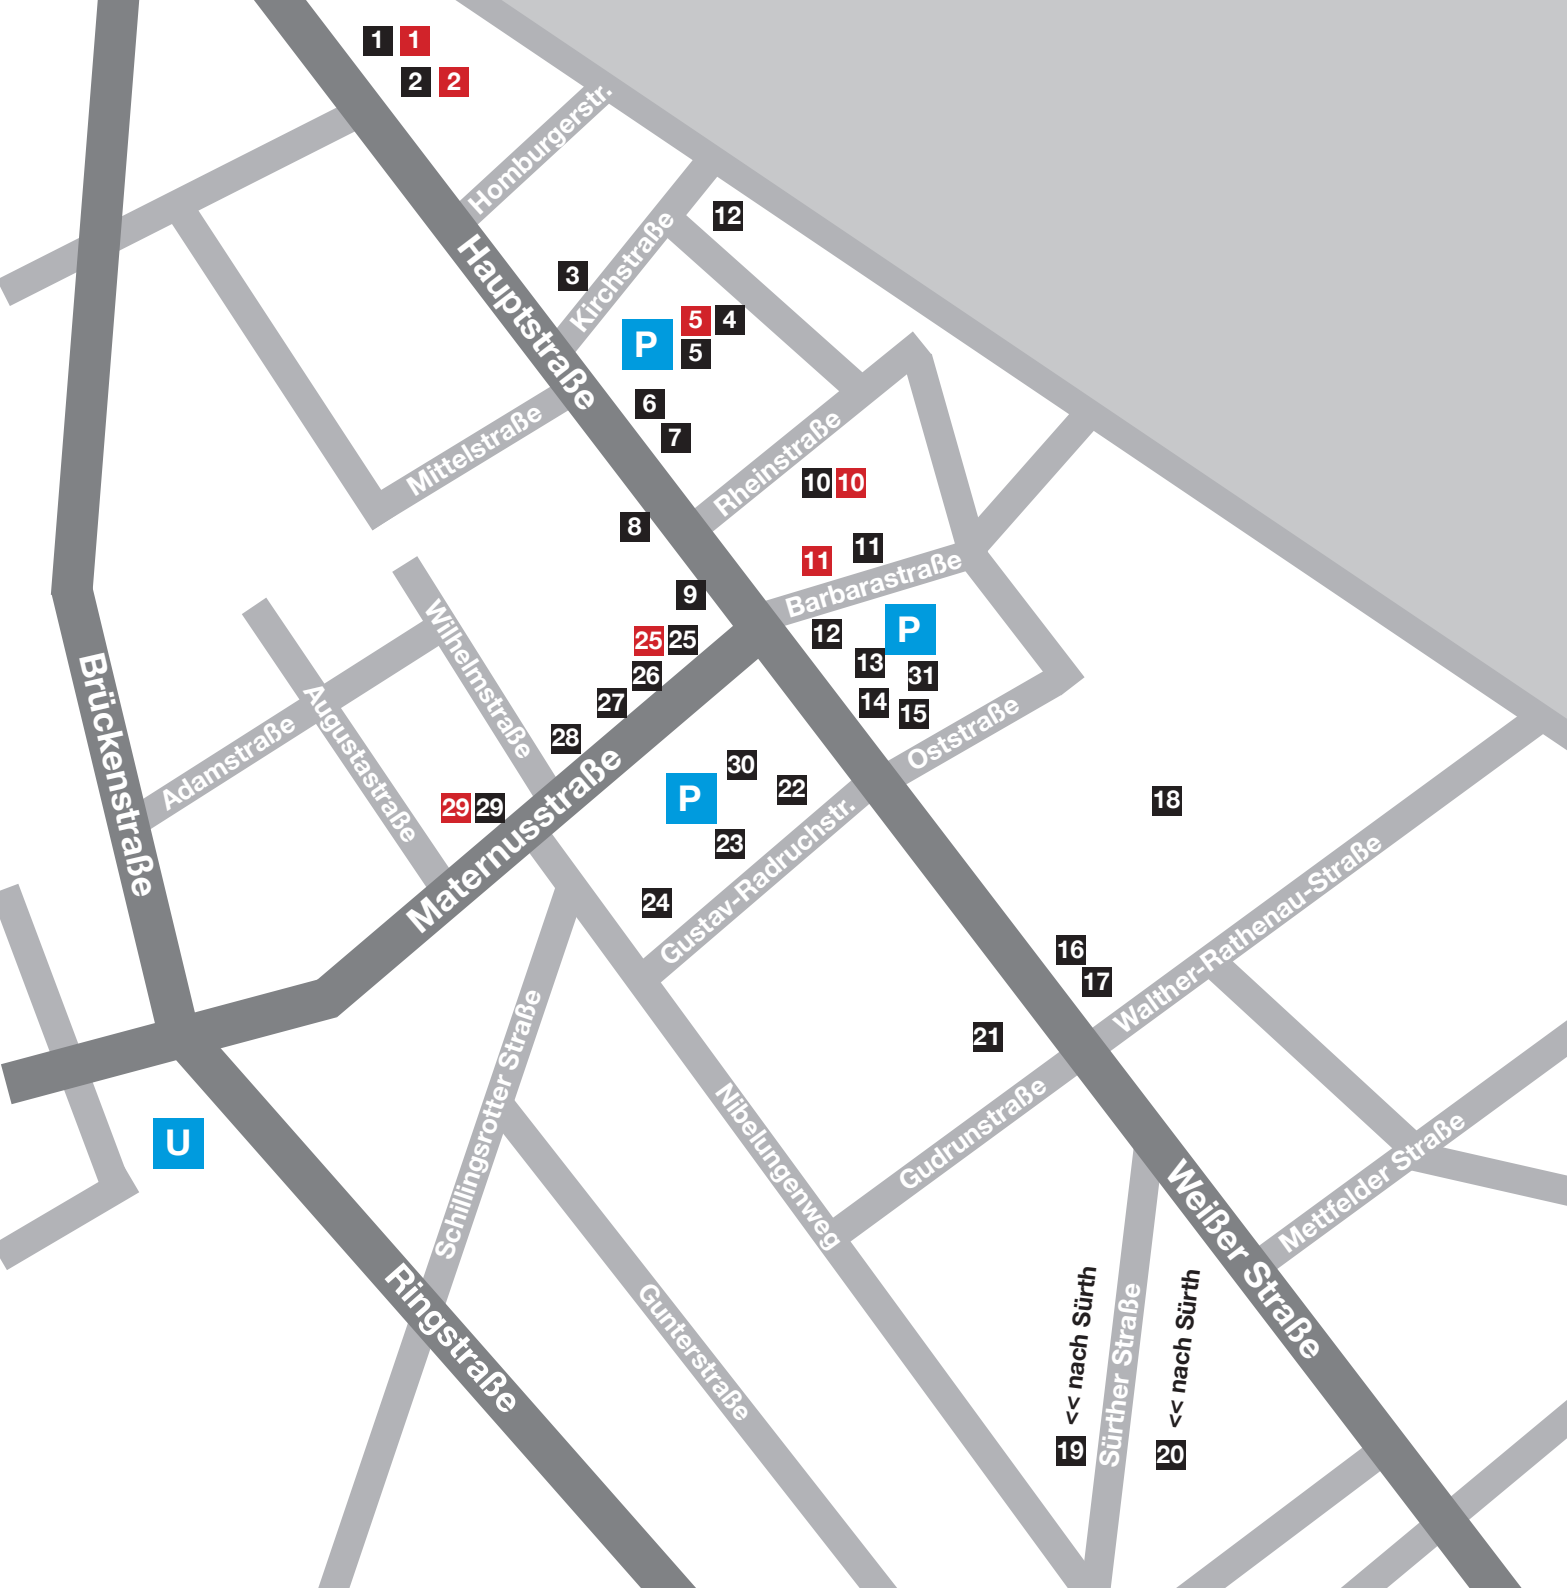 1 1
2 2
Homburgerstr.
12
Kirchstraße
3
Hauptstraße
5 4
P
5
6
7
Mittelstraße
Rheinstraße
10 10
8
11
11
Barbarastraße
9
12
P
13
31
14
15
25 25
26
27
28
Wilhelmstraße
Oststraße
Brückenstraße
Adamstraße
Augustastraße
29 29
Maternusstraße
30
P
22
23
24
Gustav-Radruchstr.
18
Walther-Rathenau-Straße
16
17
21
Schillingsrotter Straße
Nibelungenweg
Gudrunstraße
U
Mettfelder Straße
Weißer Straße
Ringstraße
Gunterstraße
<< nach Sürth
19
Sürther Straße
<< nach Sürth
20